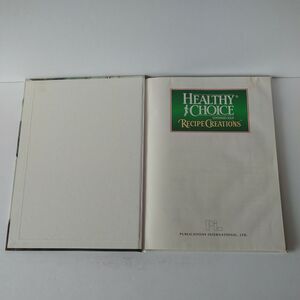 HEALTHY
CHOICE
RECIPE CREATIONS
PUBLICATIONS INTERNATIONAL, LTD.